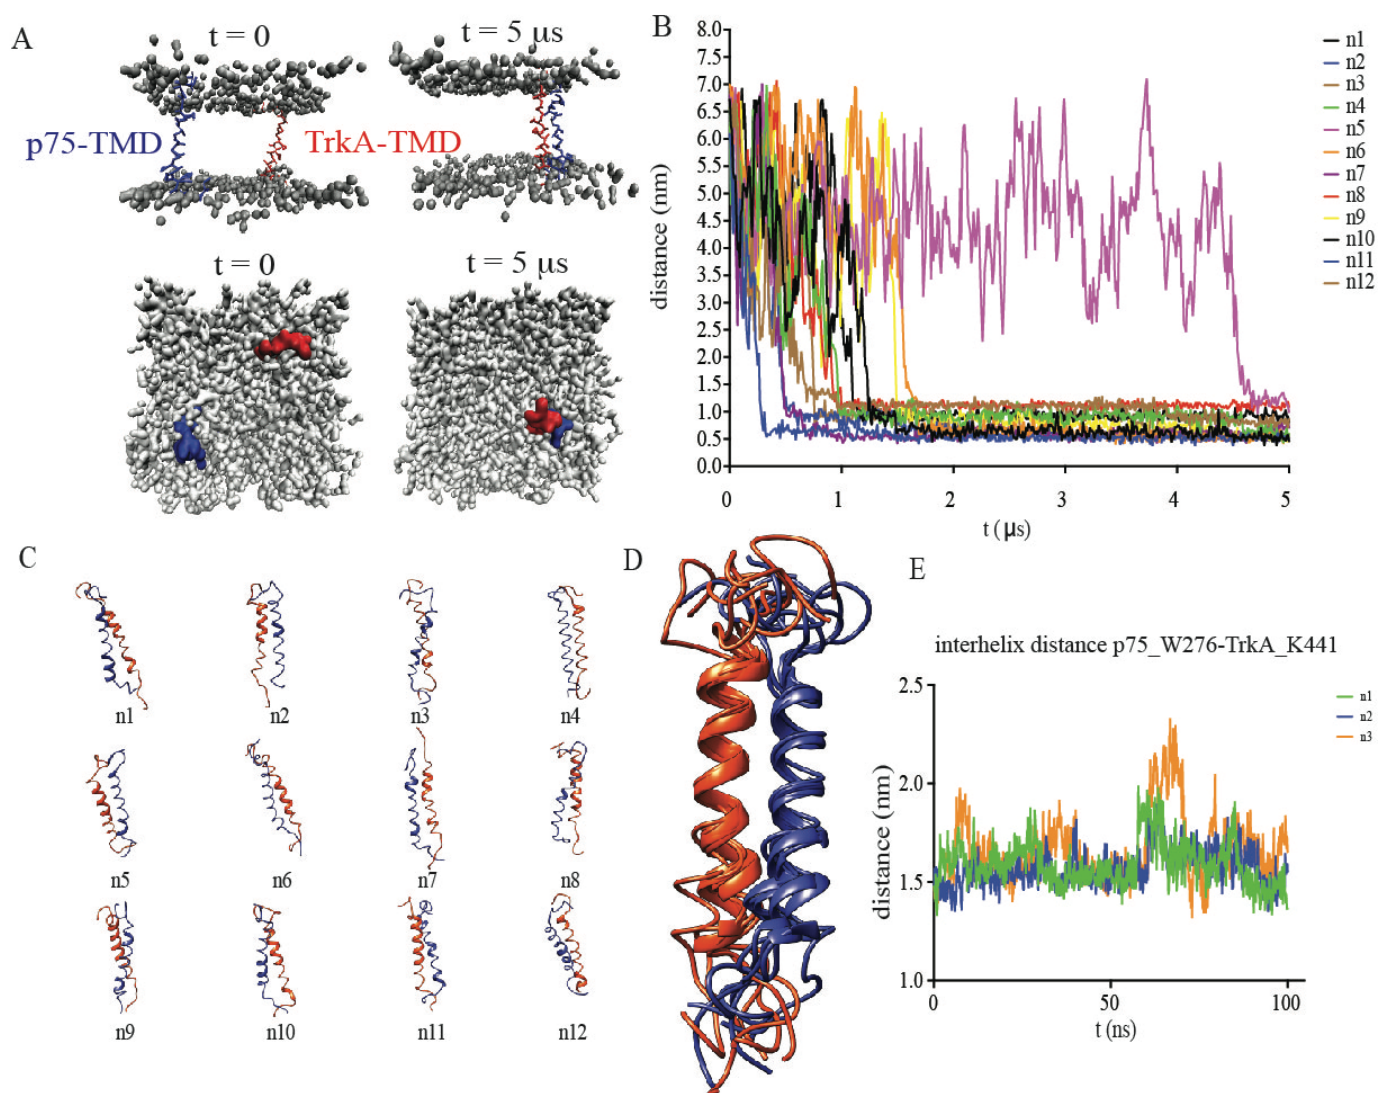 A
t = 0
t = 5 µs
p75-TMD
TrkA-TMD
t = 0
t = 5 µs
B
8.0
7.0
6.5
6.0
5.5
5.0
4.5
4.0
3.5
3.0
2.5
2.0
1.5
1.0
0.5
0.0
distance (nm)
0 1 2 3 4 5
t (µs)
n1
n2
n3
n4
n5
n6
n7
n8
n9
n10
n11
n12
C
n1 n2 n3 n4
n5 n6 n7 n8
n9 n10 n11 n12
D
E
interhelix distance p75_W276-TrkA_K441
2.5
2.0
1.5
1.0
distance (nm)
0 50 100
t (ns)
n1
n2
n3